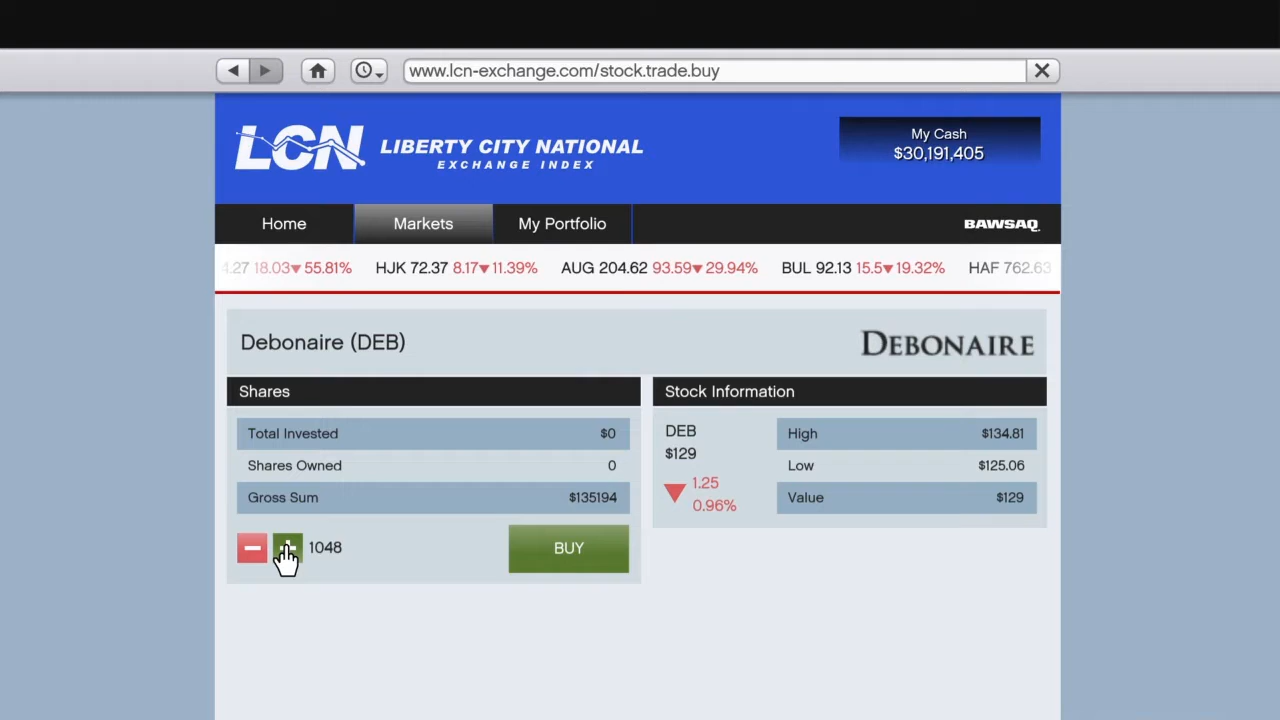 www.lcn-exchange.com/stock.trade.buy
LCN LIBERTY CITY NATIONAL
EXCHANGE INDEX
My Cash
$30,191,405
Home Markets My Portfolio BAWSAQ
4.27 18.03▼55.81% HJK 72.37 8.17▼11.39% AUG 204.62 93.59▼29.94% BUL 92.13 15.5▼19.32% HAF 762.63
Debonaire (DEB) DEBONAIRE
Shares
Total Invested $0
Shares Owned 0
Gross Sum $135194
1048 BUY
Stock Information
DEB
$129
1.25
0.96%
High $134.81
Low $125.06
Value $129